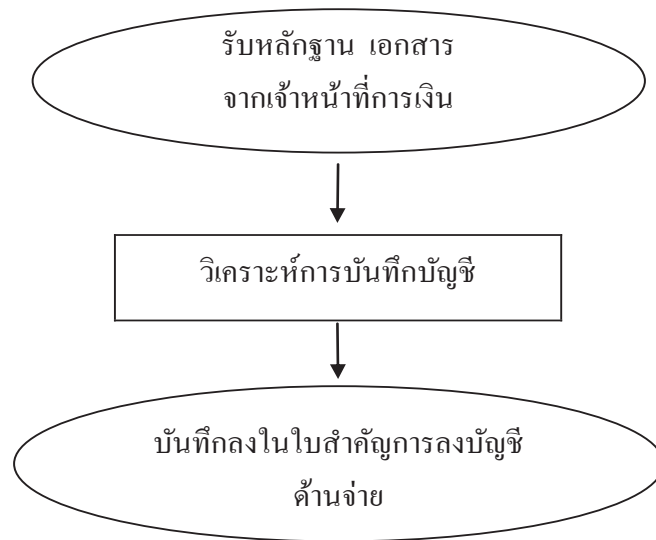 รับหลักฐาน เอกสาร
จากเจ้าหน้าที่การเงิน
วิเคราะห์การบันทึกบัญชี
บันทึกลงในใบสำคัญการลงบัญชี
ด้านจ่าย